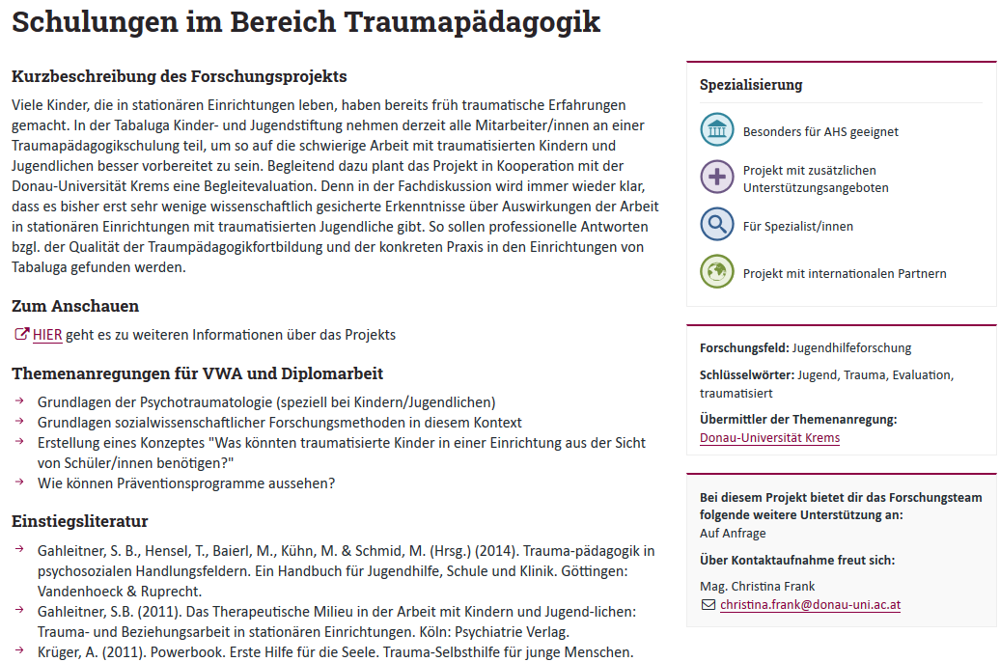 Schulungen im Bereich Traumapädagogik
Kurzbeschreibung des Forschungsprojekts
Viele Kinder, die in stationären Einrichtungen leben, haben bereits früh traumatische Erfahrungen
gemacht. In der Tabaluga Kinder- und Jugendstiftung nehmen derzeit alle Mitarbeiter/innen an einer
Traumapädagogikschulung teil, um so auf die schwierige Arbeit mit traumatisierten Kindern und
Jugendlichen besser vorbereitet zu sein. Begleitend dazu plant das Projekt in Kooperation mit der
Donau-Universität Krems eine Begleitevaluation. Denn in der Fachdiskussion wird immer wieder klar,
dass es bisher erst sehr wenige wissenschaftlich gesicherte Erkenntnisse über Auswirkungen der Arbeit
in stationären Einrichtungen mit traumatisierten Jugendliche gibt. So sollen professionelle Antworten
bzgl. der Qualität der Traumpädagogikfortbildung und der konkreten Praxis in den Einrichtungen von
Tabaluga gefunden werden.
Zum Anschauen
HIER geht es zu weiteren Informationen über das Projekts
Themenanregungen für VWA und Diplomarbeit
Grundlagen der Psychotraumatologie (speziell bei Kindern/Jugendlichen)
Grundlagen sozialwissenschaftlicher Forschungsmethoden in diesem Kontext
Erstellung eines Konzeptes "Was könnten traumatisierte Kinder in einer Einrichtung aus der Sicht
von Schüler/innen benötigen?"
Wie können Präventionsprogramme aussehen?
Einstiegsliteratur
Gahleitner, S. B., Hensel, T., Baierl, M., Kühn, M. & Schmid, M. (Hrsg.) (2014). Trauma-pädagogik in
psychosozialen Handlungsfeldern. Ein Handbuch für Jugendhilfe, Schule und Klinik. Göttingen:
Vandenhoeck & Ruprecht.
Gahleitner, S.B. (2011). Das Therapeutische Milieu in der Arbeit mit Kindern und Jugend-lichen:
Trauma- und Beziehungsarbeit in stationären Einrichtungen. Köln: Psychiatrie Verlag.
Krüger, A. (2011). Powerbook. Erste Hilfe für die Seele. Trauma-Selbsthilfe für junge Menschen.
Spezialisierung
Besonders für AHS geeignet
Projekt mit zusätzlichen
Unterstützungsangeboten
Für Spezialist/innen
Projekt mit internationalen Partnern
Forschungsfeld: Jugendhilfeforschung
Schlüsselwörter: Jugend, Trauma, Evaluation,
traumatisiert
Übermittler der Themenanregung:
Donau-Universität Krems
Bei diesem Projekt bietet dir das Forschungsteam
folgende weitere Unterstützung an:
Auf Anfrage
Über Kontaktaufnahme freut sich:
Mag. Christina Frank
christina.frank@donau-uni.ac.at